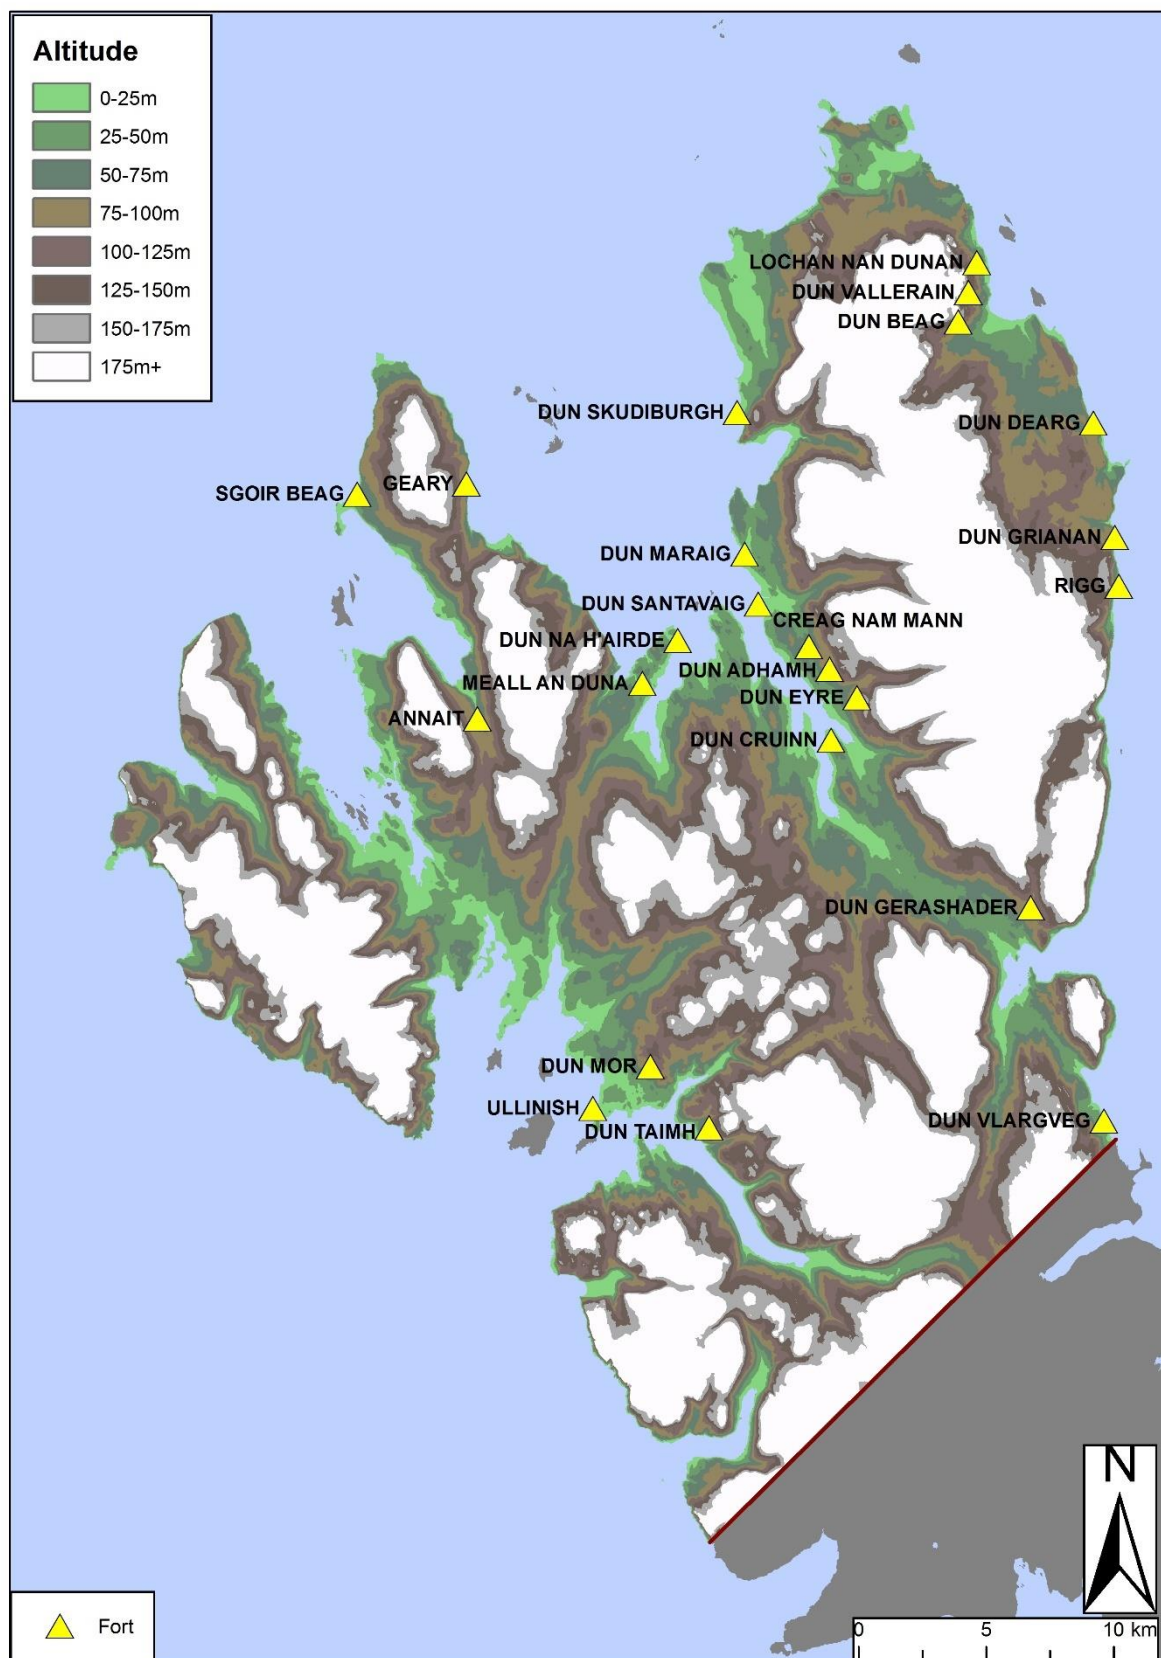 Altitude
0-25m
25-50m
50-75m
75-100m
100-125m
125-150m
150-175m
175m+
LOCHAN NAN DUNAN
DUN VALLERAIN
DUN BEAG
DUN SKUDIBURGH
DUN DEARG
GEARY
SGOIR BEAG
DUN GRIANAN
DUN MARAIG
RIGG
DUN SANTAVAIG
CREAG NAM MANN
DUN NA H'AIRDE
DUN ADHAMH
MEALL AN DUNA
DUN EYRE
ANNAIT
DUN CRUINN
DUN GERASHADER
DUN MOR
ULLINISH
DUN VLARGVEG
DUN TAIMH
N
Fort
0 5 10 km